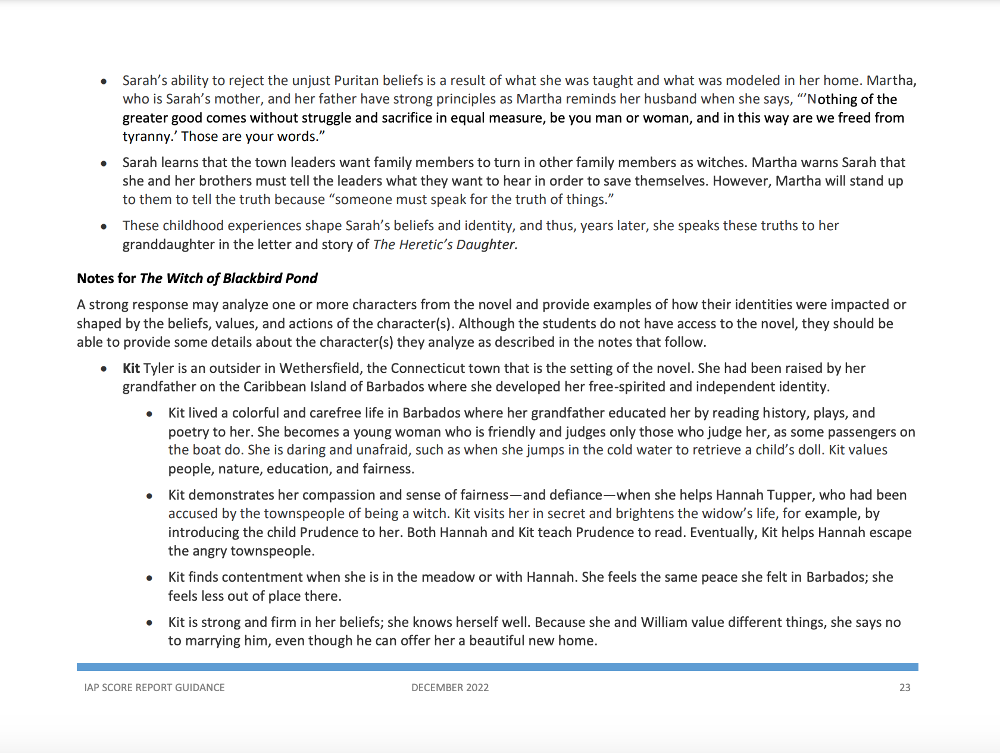 • Sarah’s ability to reject the unjust Puritan beliefs is a result of what she was taught and what was modeled in her home. Martha,
who is Sarah’s mother, and her father have strong principles as Martha reminds her husband when she says, “’Nothing of the
greater good comes without struggle and sacrifice in equal measure, be you man or woman, and in this way are we freed from
tyranny.’ Those are your words.”
• Sarah learns that the town leaders want family members to turn in other family members as witches. Martha warns Sarah that
she and her brothers must tell the leaders what they want to hear in order to save themselves. However, Martha will stand up
to them to tell the truth because “someone must speak for the truth of things.”
• These childhood experiences shape Sarah’s beliefs and identity, and thus, years later, she speaks these truths to her
granddaughter in the letter and story of The Heretic’s Daughter.
Notes for The Witch of Blackbird Pond
A strong response may analyze one or more characters from the novel and provide examples of how their identities were impacted or
shaped by the beliefs, values, and actions of the character(s). Although the students do not have access to the novel, they should be
able to provide some details about the character(s) they analyze as described in the notes that follow.
• Kit Tyler is an outsider in Wethersfield, the Connecticut town that is the setting of the novel. She had been raised by her
grandfather on the Caribbean Island of Barbados where she developed her free-spirited and independent identity.
• Kit lived a colorful and carefree life in Barbados where her grandfather educated her by reading history, plays, and
poetry to her. She becomes a young woman who is friendly and judges only those who judge her, as some passengers on
the boat do. She is daring and unafraid, such as when she jumps in the cold water to retrieve a child’s doll. Kit values
people, nature, education, and fairness.
• Kit demonstrates her compassion and sense of fairness—and defiance—when she helps Hannah Tupper, who had been
accused by the townspeople of being a witch. Kit visits her in secret and brightens the widow’s life, for example, by
introducing the child Prudence to her. Both Hannah and Kit teach Prudence to read. Eventually, Kit helps Hannah escape
the angry townspeople.
• Kit finds contentment when she is in the meadow or with Hannah. She feels the same peace she felt in Barbados; she
feels less out of place there.
• Kit is strong and firm in her beliefs; she knows herself well. Because she and William value different things, she says no
to marrying him, even though he can offer her a beautiful new home.
IAP SCORE REPORT GUIDANCE DECEMBER 2022 23